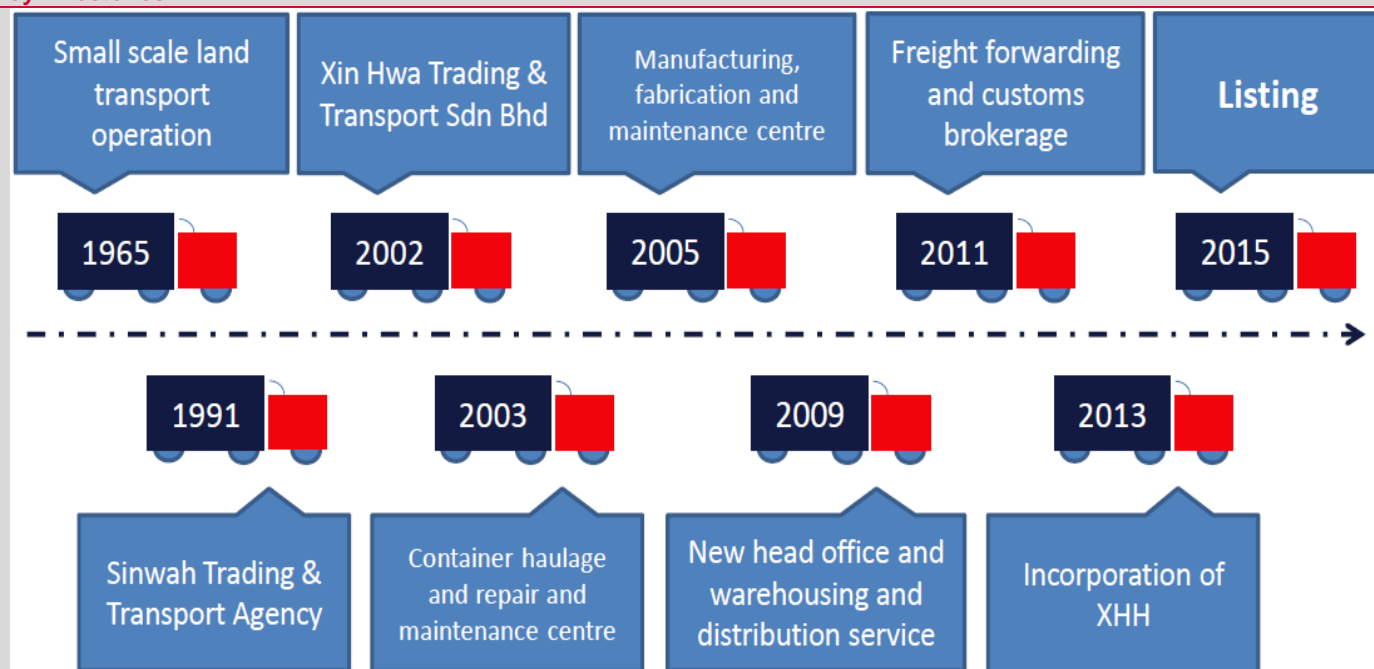 Small scale land
transport
operation
Xin Hwa Trading &
Transport Sdn Bhd
Manufacturing,
fabrication and
maintenance centre
Freight forwarding
and customs
brokerage
Listing
1965
2002
2005
2011
2015
1991
2003
2009
2013
Sinwah Trading &
Transport Agency
Container haulage
and repair and
maintenance centre
New head office and
warehousing and
distribution service
Incorporation of
XHH